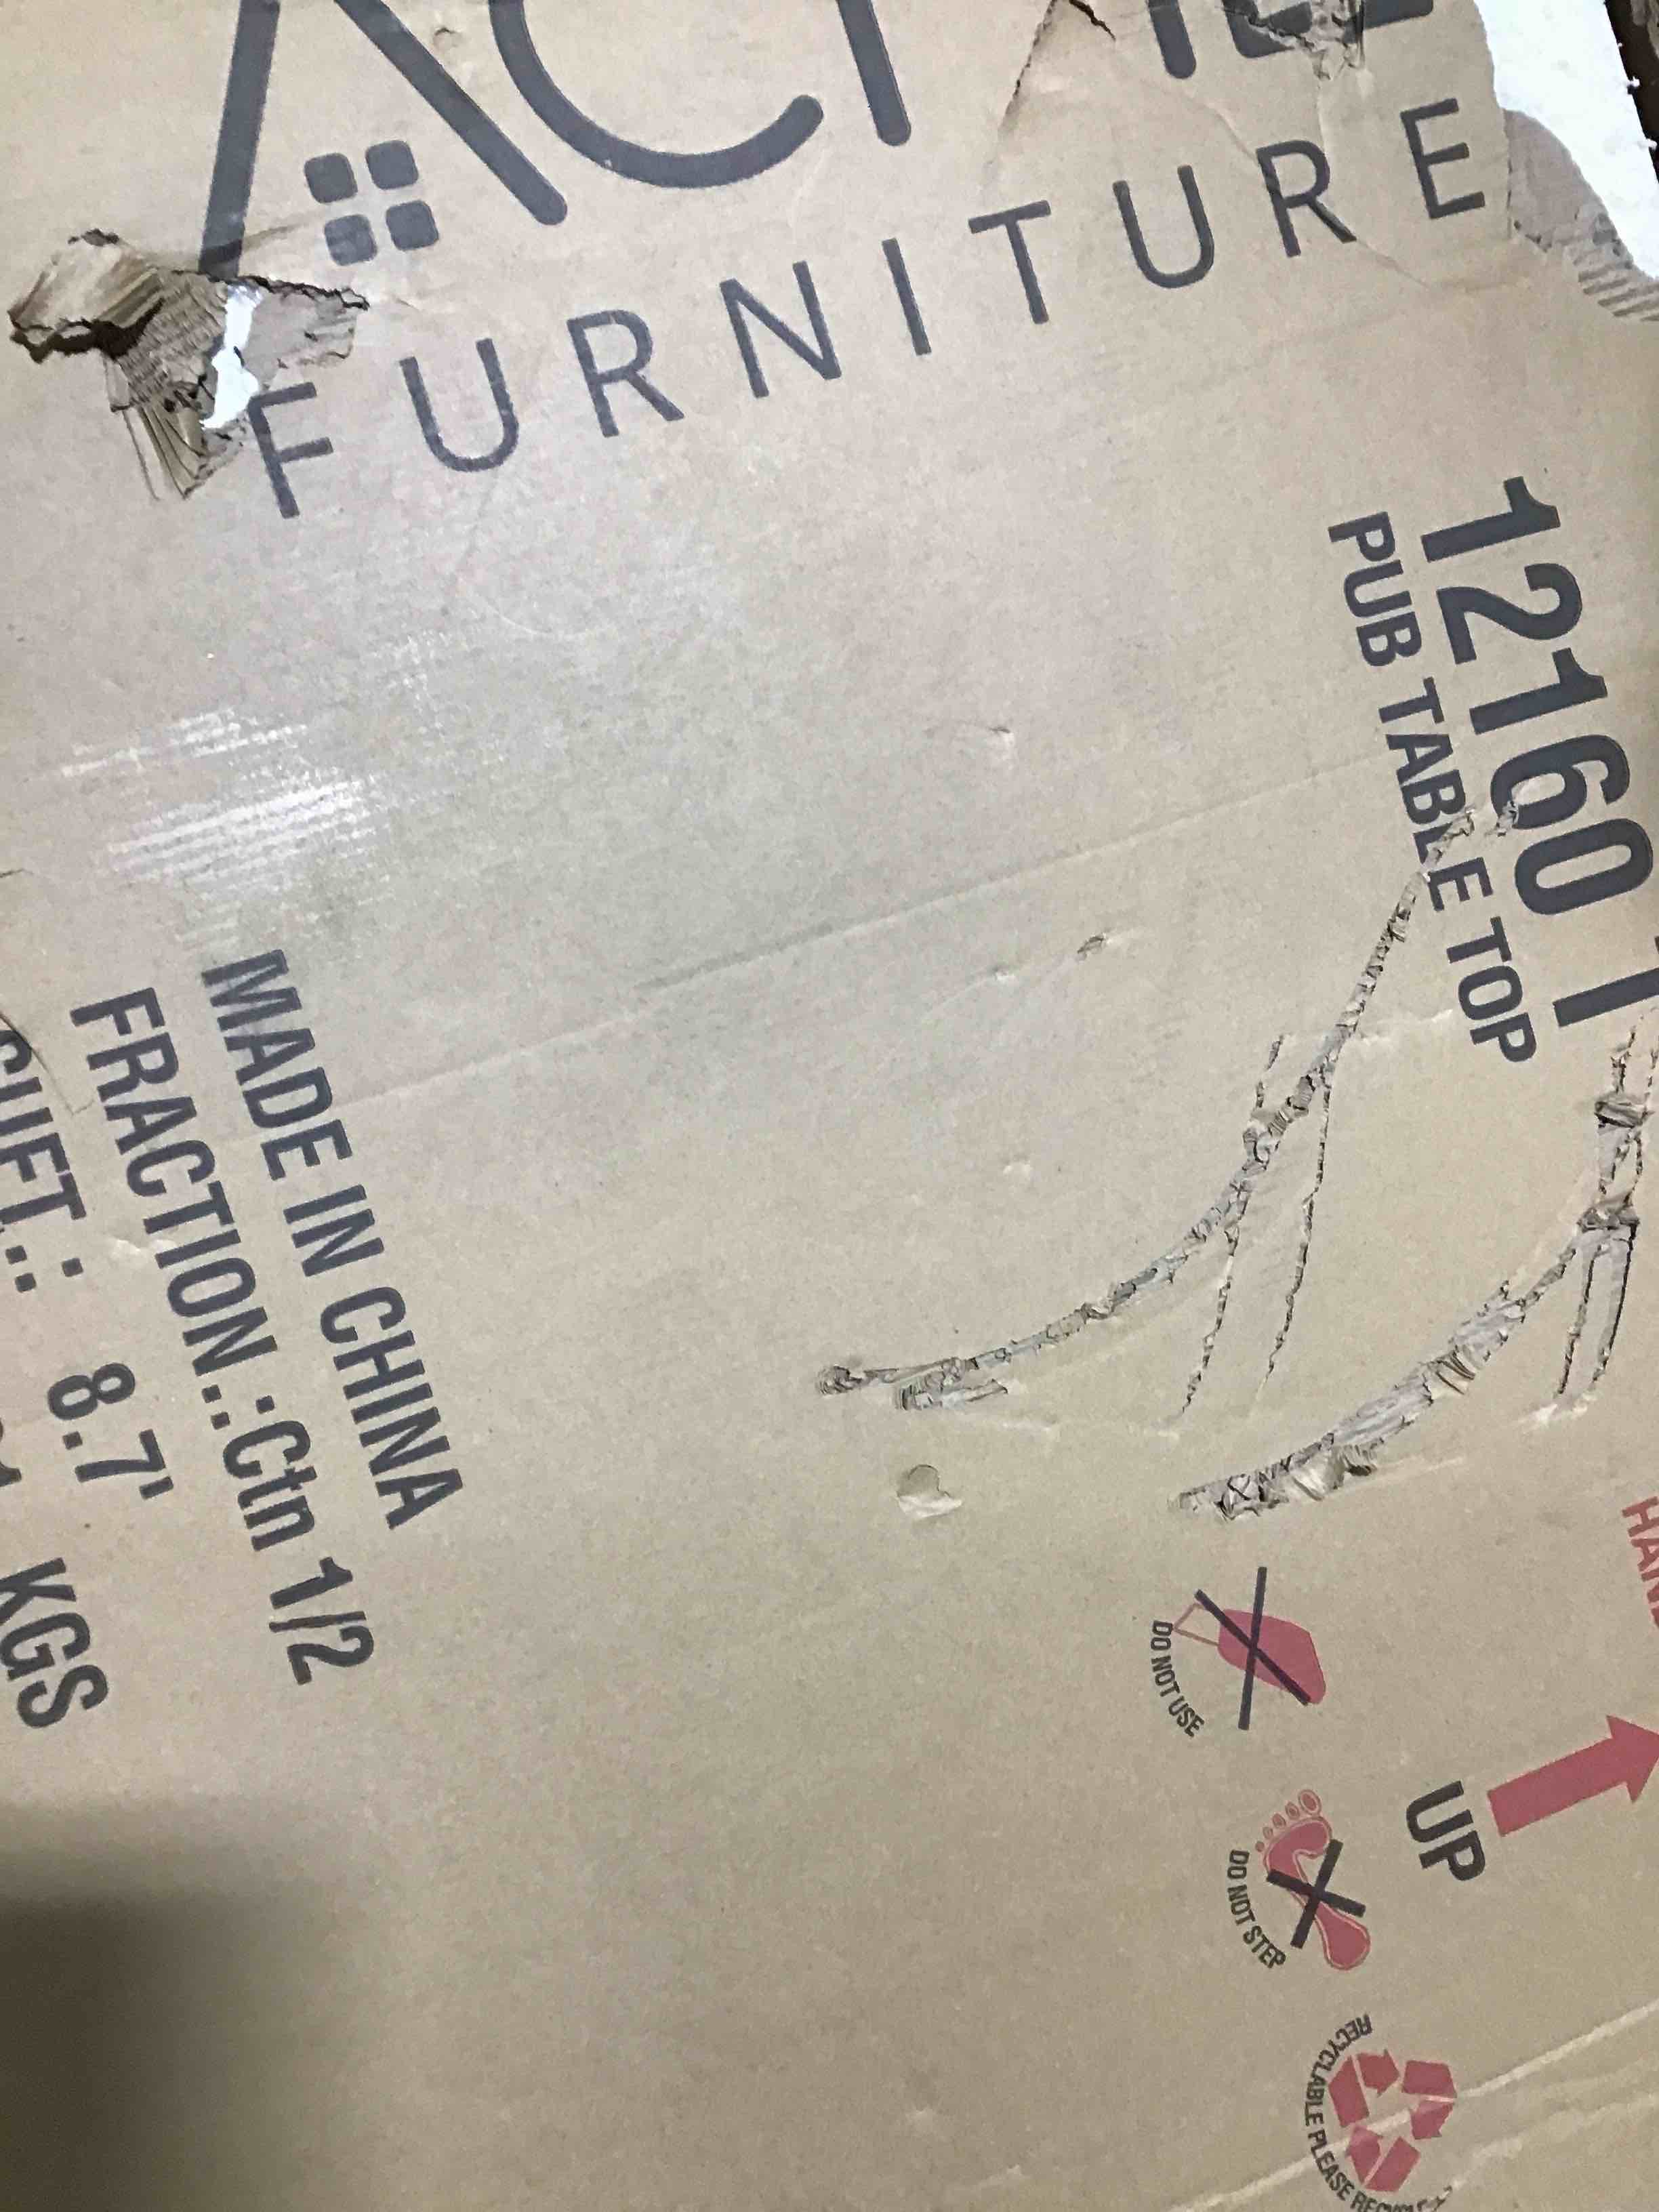 FURNITURE
12160
PUB TABLE TOP
MADE IN CHINA
FRACTION.:Ctn 1/2
CUFT.: 8.7'
KGS
UP
DO NOT USE
DO NOT STEP
RECYCLABLE PLEASE